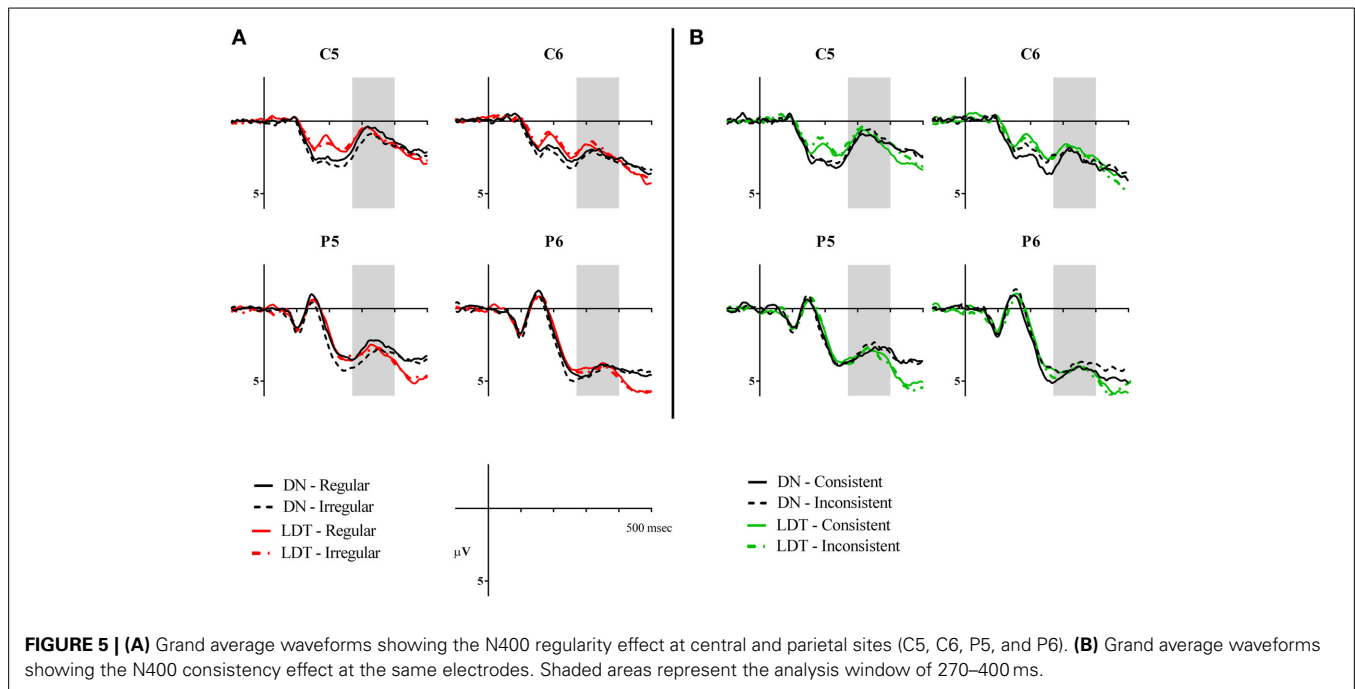 A
B
C5
C6
C5
C6
5
5
5
5
P5
P6
P5
P6
5
5
5
5
DN - Regular
DN - Irregular
LDT - Regular
LDT - Irregular
500 msec
µV
5
DN - Consistent
DN - Inconsistent
LDT - Consistent
LDT - Inconsistent
FIGURE 5 | (A) Grand average waveforms showing the N400 regularity effect at central and parietal sites (C5, C6, P5, and P6). (B) Grand average waveforms
showing the N400 consistency effect at the same electrodes. Shaded areas represent the analysis window of 270–400 ms.